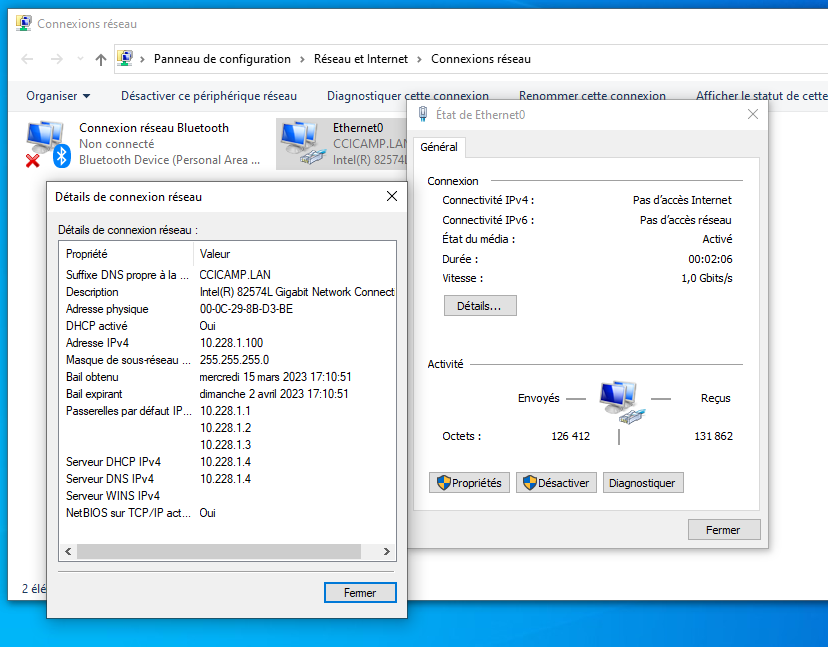 Connexions réseau
Panneau de configuration > Réseau et Internet > Connexions réseau
Organiser Désactive ce périphérique réseau Diagnostiquer cette connexion Renommer cette connexion Afficher le statut de cette
Connexion réseau Bluetooth
Non connecté
Bluetooth Device (Personal Area ...
Ethernet0
CCICAMP.LAN
Intel(R) 82574L
2
Détails de connexion réseau
Détails de connexion réseau :
Propriété Valeur
Suffixe DNS propre à la ... CCICAMP.LAN
Description Intel(R) 82574L Gigabit Network Connecti
Adresse physique 00-0C-29-8B-D3-BE
DHCP activé Oui
Adresse IPv4 10.228.1.100
Masque de sous-réseau ... 255.255.255.0
Bail obtenu mercredi 15 mars 2023 17:10:51
Bail expirant dimanche 2 avril 2023 17:10:51
Passerelles par défaut IP... 10.228.1.1
10.228.1.2
10.228.1.3
Serveur DHCP IPv4 10.228.1.4
Serveur DNS IPv4 10.228.1.4
Serveur WINS IPv4
NetBIOS sur TCP/IP act... Oui
Fermer
État de Ethernet0
Général
Connexion
Connectivité IPv4 : Pas d'accès Internet
Connectivité IPv6 : Pas d'accès réseau
État du média : Activé
Durée : 00:02:06
Vitesse : 1,0 Gbits/s
Détails...
Activité
Envoyés Reçus
Octets : 126 412 131 862
Propriétés Désactiver Diagnostiquer
Fermer